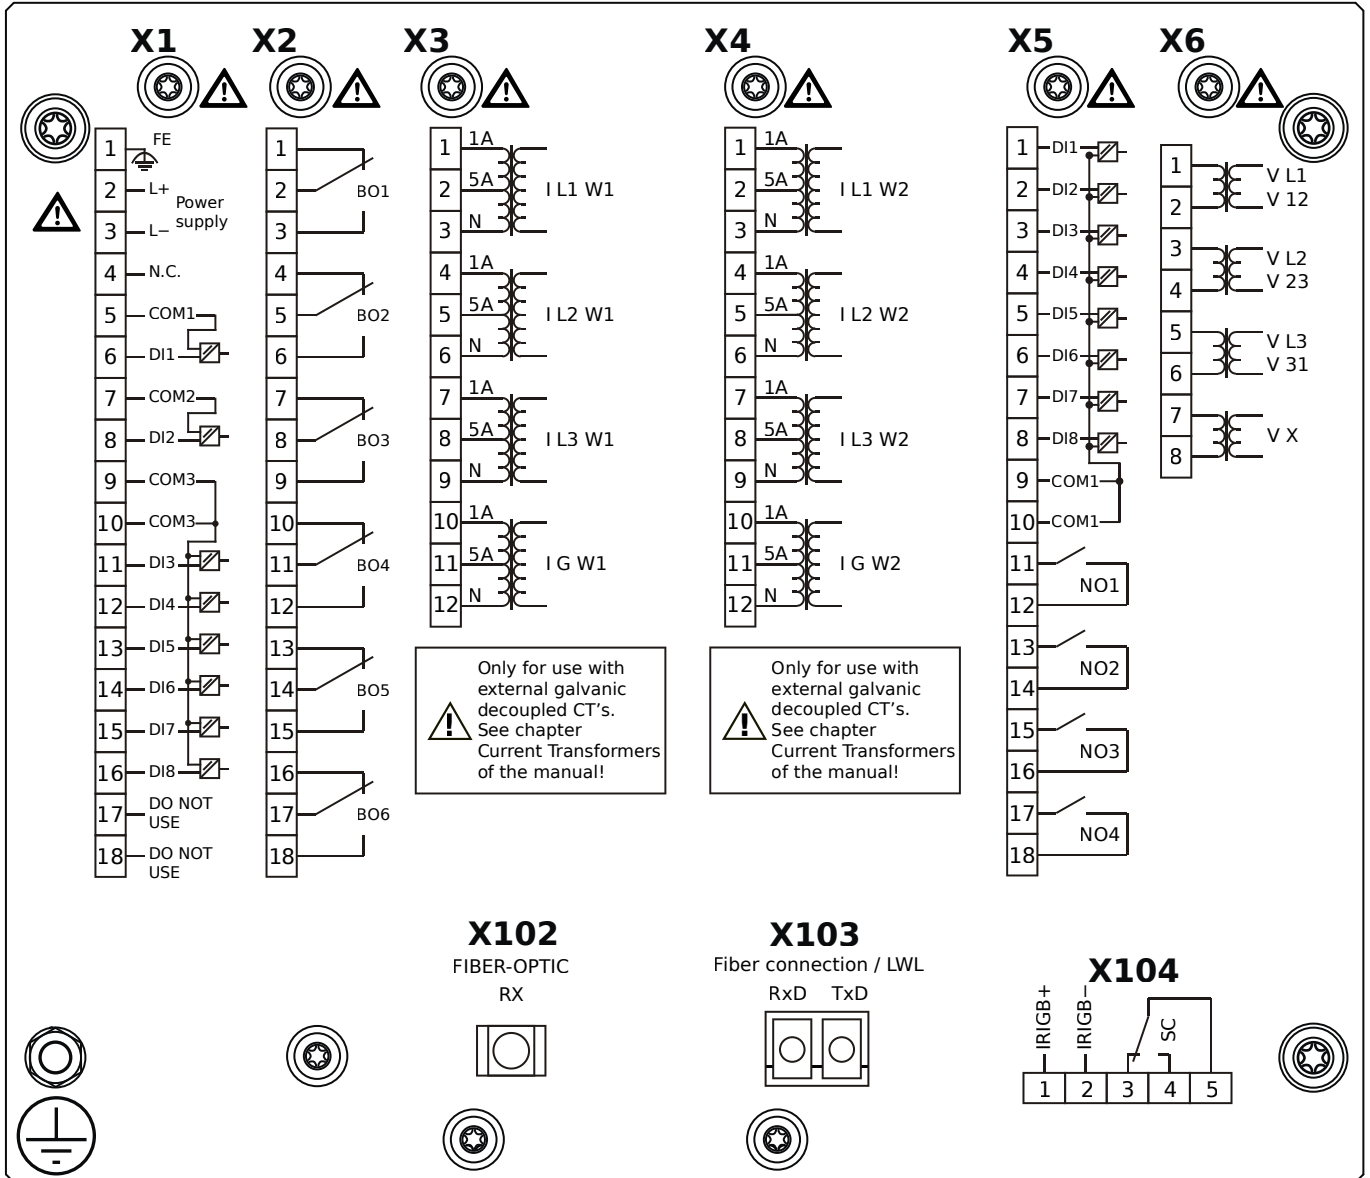 X1 X2 X3 X4 X5 X6
1 FE
2 L+
Power
supply
3 L−
4 N.C.
5 COM1
6 DI1
7 COM2
8 DI2
9 COM3
10 COM3
11 DI3
12 DI4
13 DI5
14 DI6
15 DI7
16 DI8
17 DO NOT
USE
18 DO NOT
USE
1
2 BO1
3
4
5 BO2
6
7
8 BO3
9
10
11 BO4
12
13
14 BO5
15
16
17 BO6
18
1 1A
2 5A I L1 W1
3 N
4 1A
5 5A I L2 W1
6 N
7 1A
8 5A I L3 W1
9 N
10 1A
11 5A I G W1
12 N
Only for use with
external galvanic
decoupled CT's.
See chapter
Current Transformers
of the manual!
1 1A
2 5A I L1 W2
3 N
4 1A
5 5A I L2 W2
6 N
7 1A
8 5A I L3 W2
9 N
10 1A
11 5A I G W2
12 N
Only for use with
external galvanic
decoupled CT's.
See chapter
Current Transformers
of the manual!
1 DI1
2 DI2
3 DI3
4 DI4
5 DI5
6 DI6
7 DI7
8 DI8
9 COM1
10 COM1
11
NO1
12
13
NO2
14
15
NO3
16
17
NO4
18
1 V L1
2 V 12
3 V L2
4 V 23
5 V L3
6 V 31
7 V X
8
X102
FIBER-OPTIC
RX
X103
Fiber connection / LWL
RxD TxD
X104
IRIGB+ IRIGB− SC
1 2 3 4 5